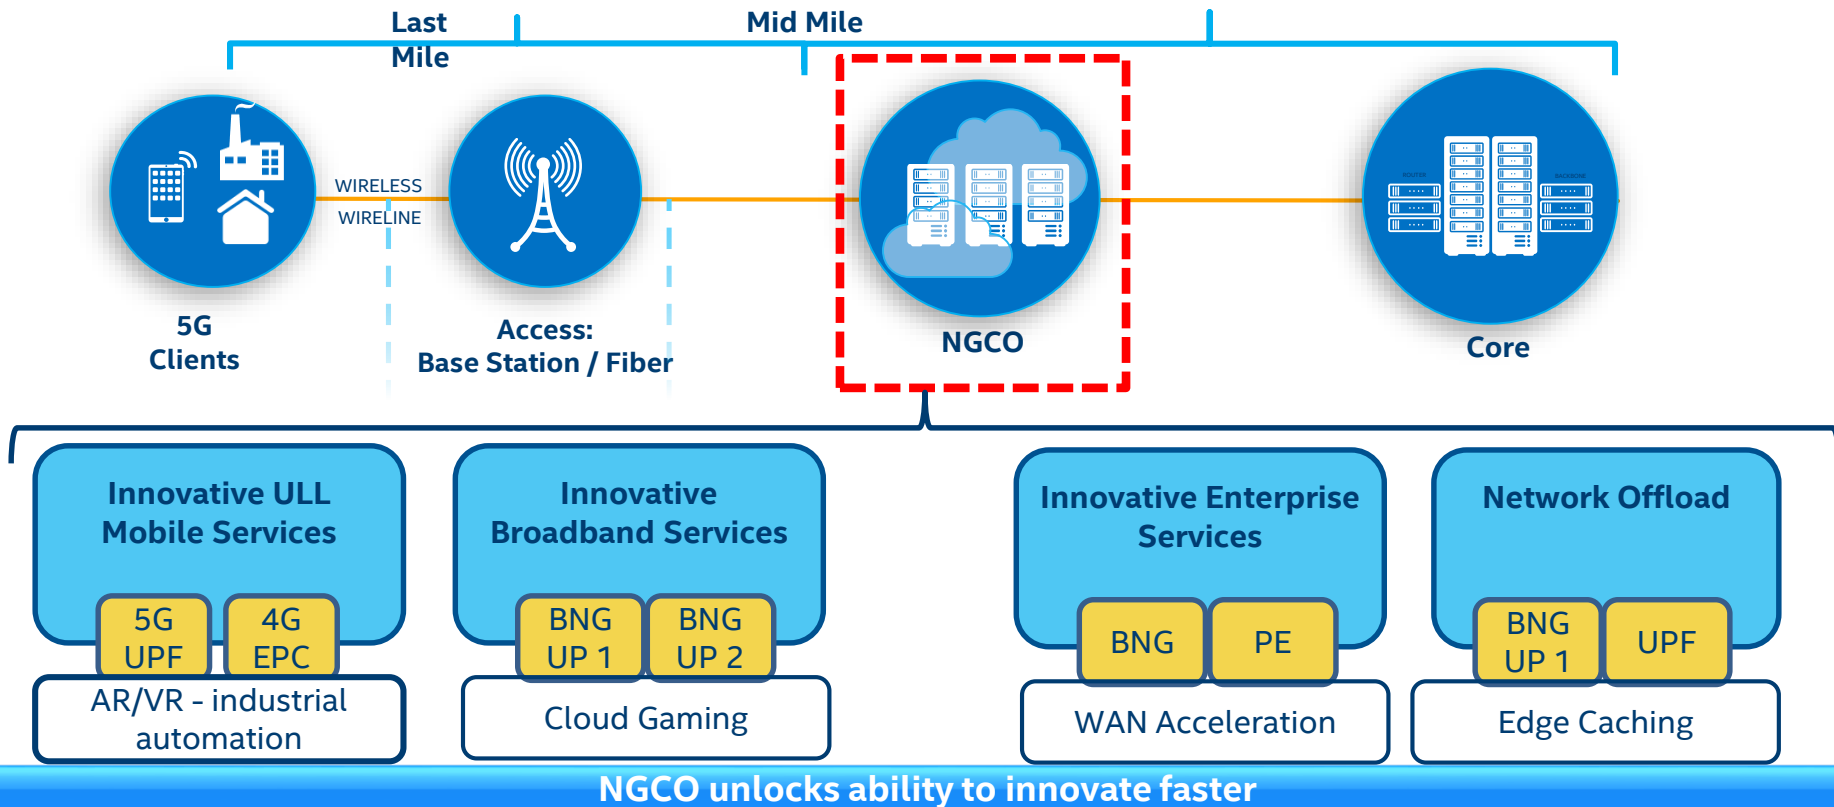 Last
Mile
Mid Mile
WIRELESS
WIRELINE
ROUTER
BACKBONE
5G
Clients
Access:
Base Station / Fiber
NGCO
Core
Innovative ULL
Mobile Services
5G
UPF
4G
EPC
AR/VR - industrial
automation
Innovative
Broadband Services
BNG
UP 1
BNG
UP 2
Cloud Gaming
Innovative Enterprise
Services
BNG
PE
WAN Acceleration
Network Offload
BNG
UP 1
UPF
Edge Caching
NGCO unlocks ability to innovate faster